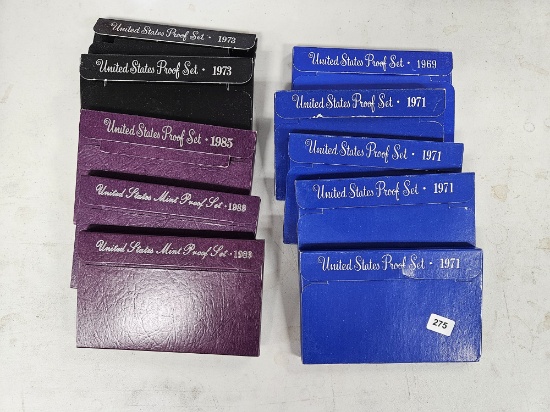 United States Proof Set · 1973
United States Proof Set · 1973
United States Proof Set · 1985
United States Mint Proof Set · 1988
United States Mint Proof Set · 1988
United States Proof Set · 1969
United States Proof Set · 1971
United States Proof Set · 1971
United States Proof Set · 1971
United States Proof Set · 1971
275